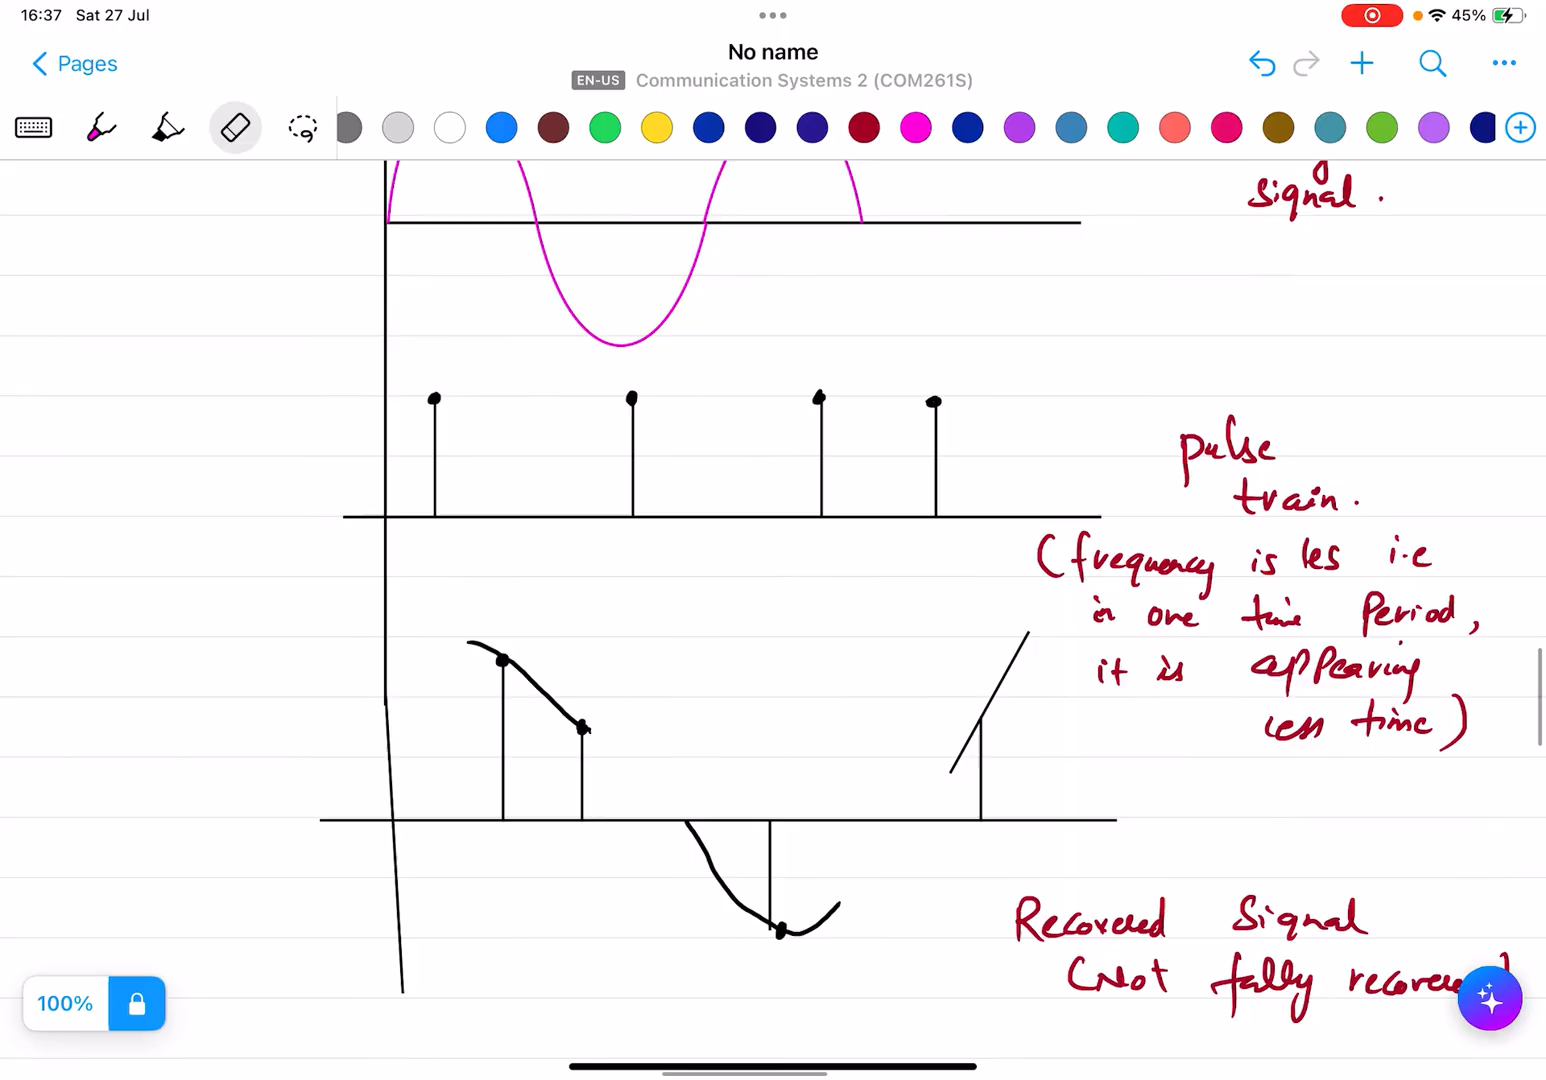 16:37 Sat 27 Jul
45%
Pages
No name
EN-US Communication Systems 2 (COM261S)
signal.
pulse
train.
(frequency is les i.e
in one time Period,
it is appearing
less time)
Recovered Signal
(Not fully
100%